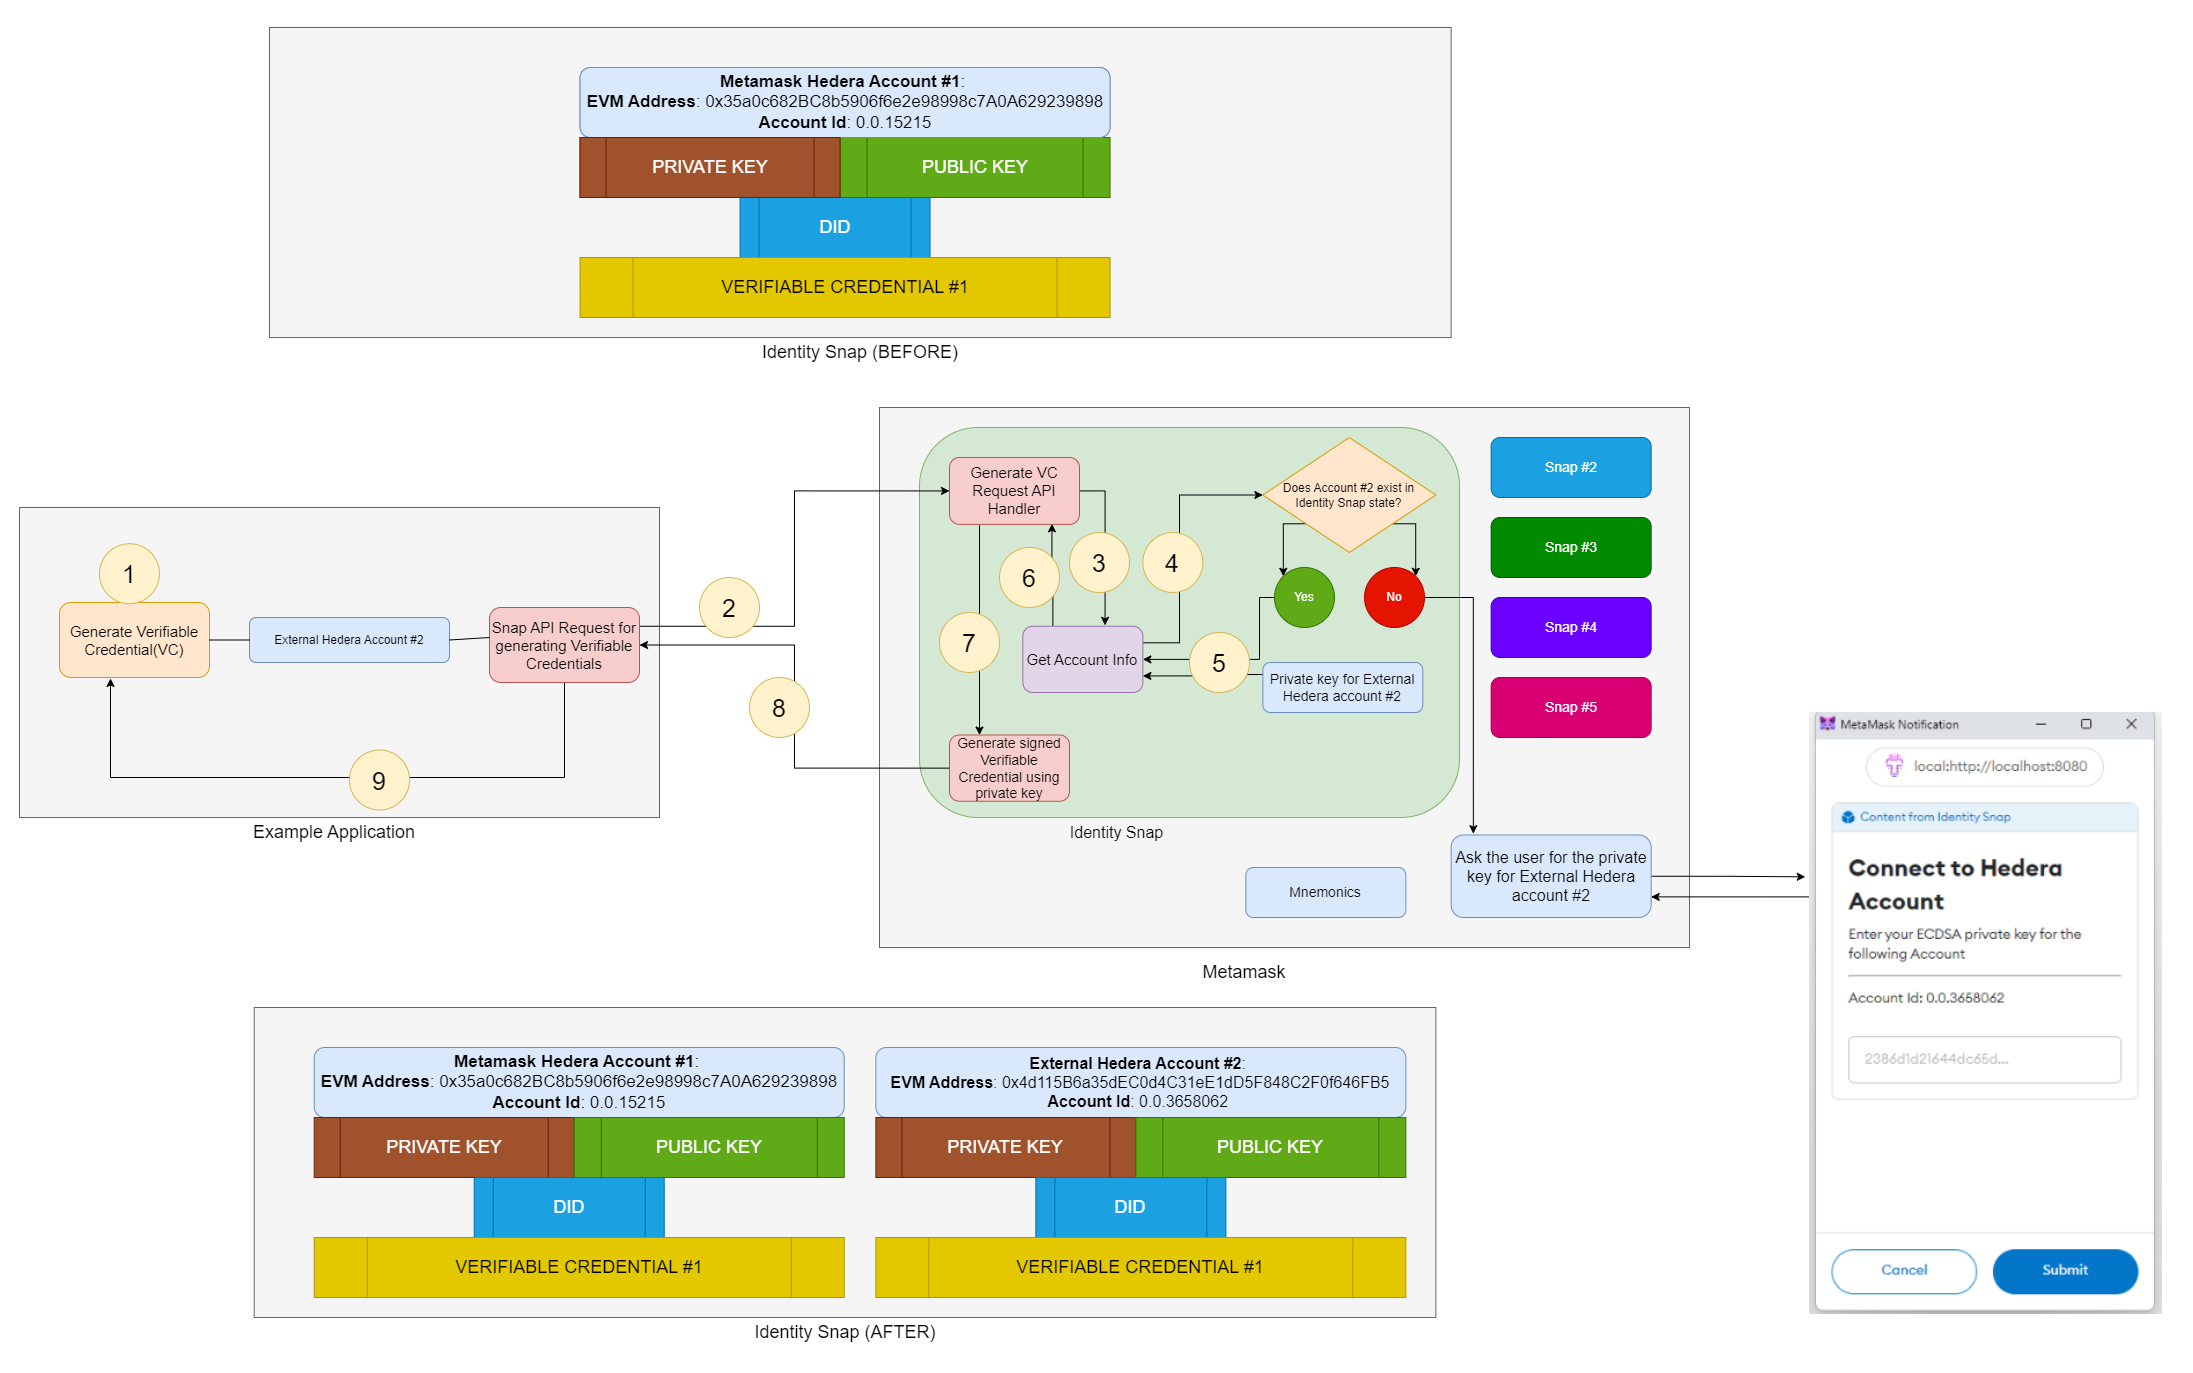 Metamask Hedera Account #1:
EVM Address: 0x35a0c682BC8b5906f6e2e98998c7A0A629239898
Account Id: 0.0.15215
PRIVATE KEY
PUBLIC KEY
DID
VERIFIABLE CREDENTIAL #1
Identity Snap (BEFORE)
1
Generate Verifiable
Credential(VC)
External Hedera Account #2
Snap API Request for
generating Verifiable
Credentials
9
Example Application
2
8
Generate VC
Request API
Handler
3
4
6
7
Get Account Info
5
Does Account #2 exist in
Identity Snap state?
Yes
No
Private key for External
Hedera account #2
Generate signed
Verifiable
Credential using
private key
Identity Snap
Snap #2
Snap #3
Snap #4
Snap #5
Mnemonics
Ask the user for the private
key for External Hedera
account #2
Metamask
MetaMask Notification
local:http://localhost:8080
Content from Identity Snap
Connect to Hedera
Account
Enter your ECDSA private key for the
following Account
Account Id: 0.0.3658062
2386d1d21644dc65d...
Cancel
Submit
Metamask Hedera Account #1:
EVM Address: 0x35a0c682BC8b5906f6e2e98998c7A0A629239898
Account Id: 0.0.15215
PRIVATE KEY
PUBLIC KEY
DID
VERIFIABLE CREDENTIAL #1
External Hedera Account #2:
EVM Address: 0x4d115B6a35dEC0d4C31eE1dD5F848C2F0f646FB5
Account Id: 0.0.3658062
PRIVATE KEY
PUBLIC KEY
DID
VERIFIABLE CREDENTIAL #1
Identity Snap (AFTER)